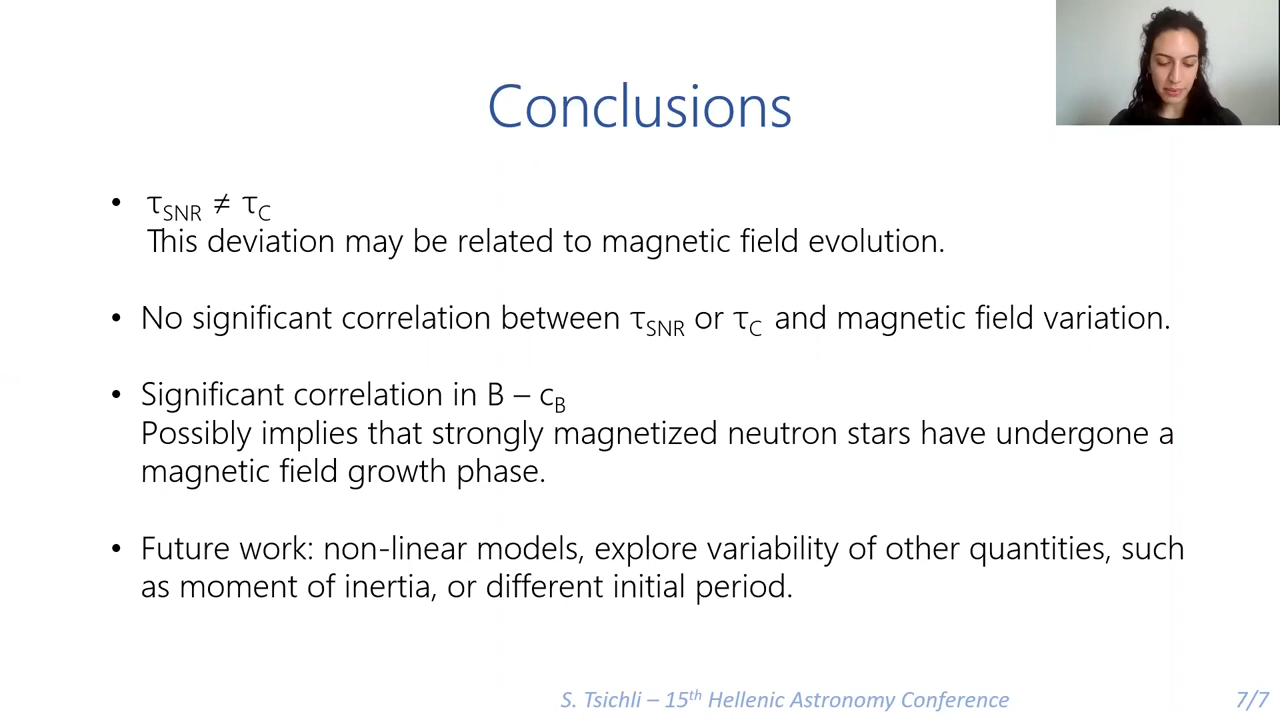 Conclusions
• τSNR ≠ τC
This deviation may be related to magnetic field evolution.
• No significant correlation between τSNR or τC and magnetic field variation.
• Significant correlation in B – cB
Possibly implies that strongly magnetized neutron stars have undergone a
magnetic field growth phase.
• Future work: non-linear models, explore variability of other quantities, such
as moment of inertia, or different initial period.
S. Tsichli – 15th Hellenic Astronomy Conference
7/7